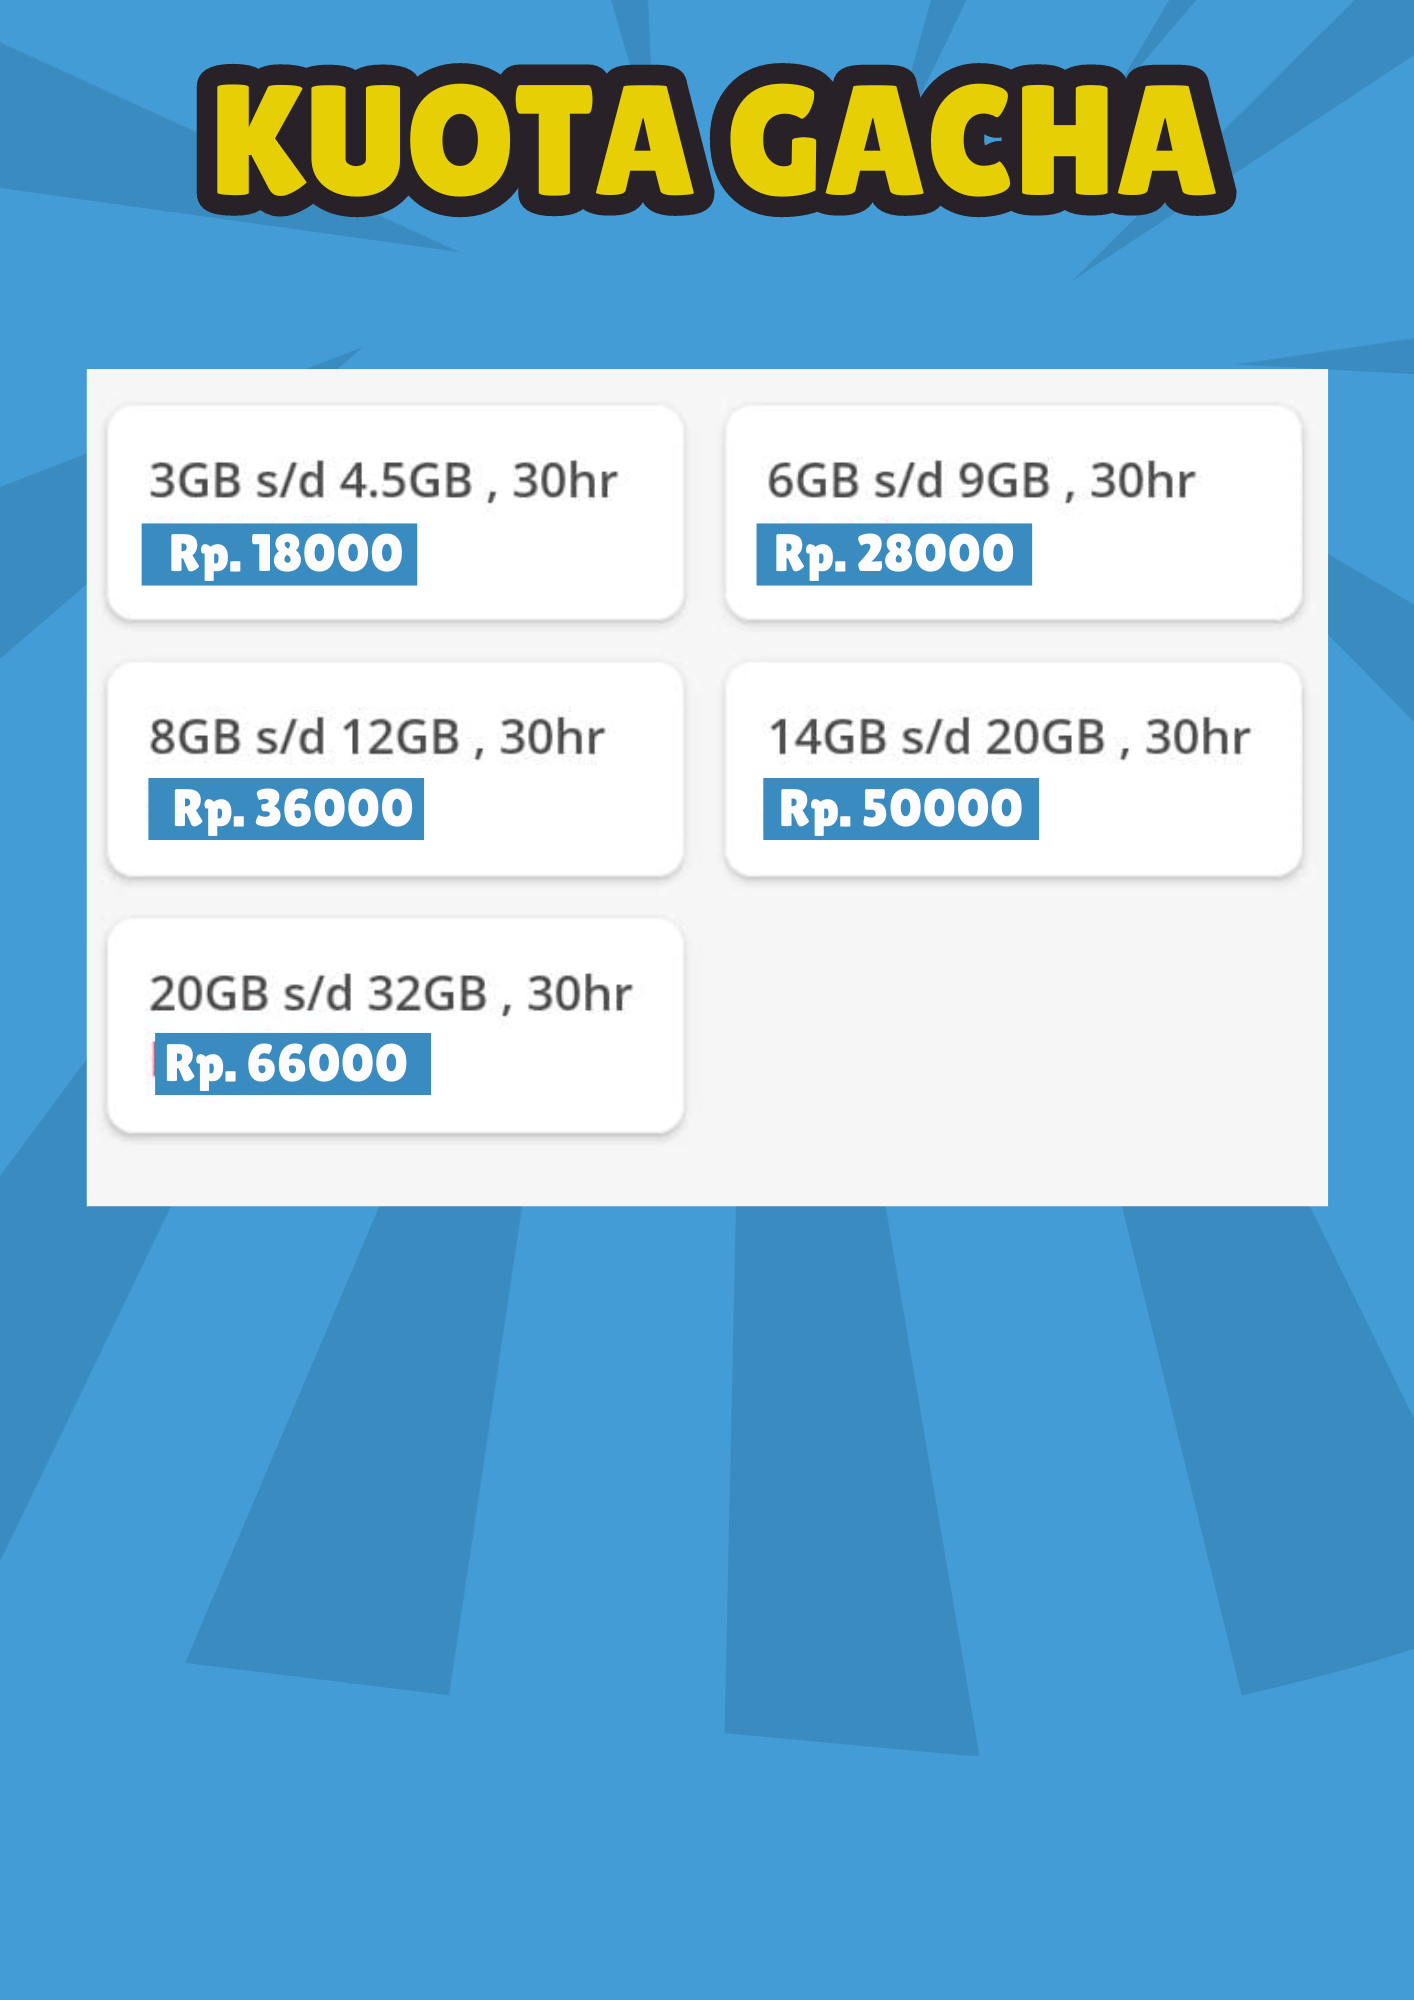 KUOTA GACHA
3GB s/d 4.5GB , 30hr
Rp. 18000
6GB s/d 9GB , 30hr
Rp. 28000
8GB s/d 12GB , 30hr
Rp. 36000
14GB s/d 20GB , 30hr
Rp. 50000
20GB s/d 32GB , 30hr
Rp. 66000